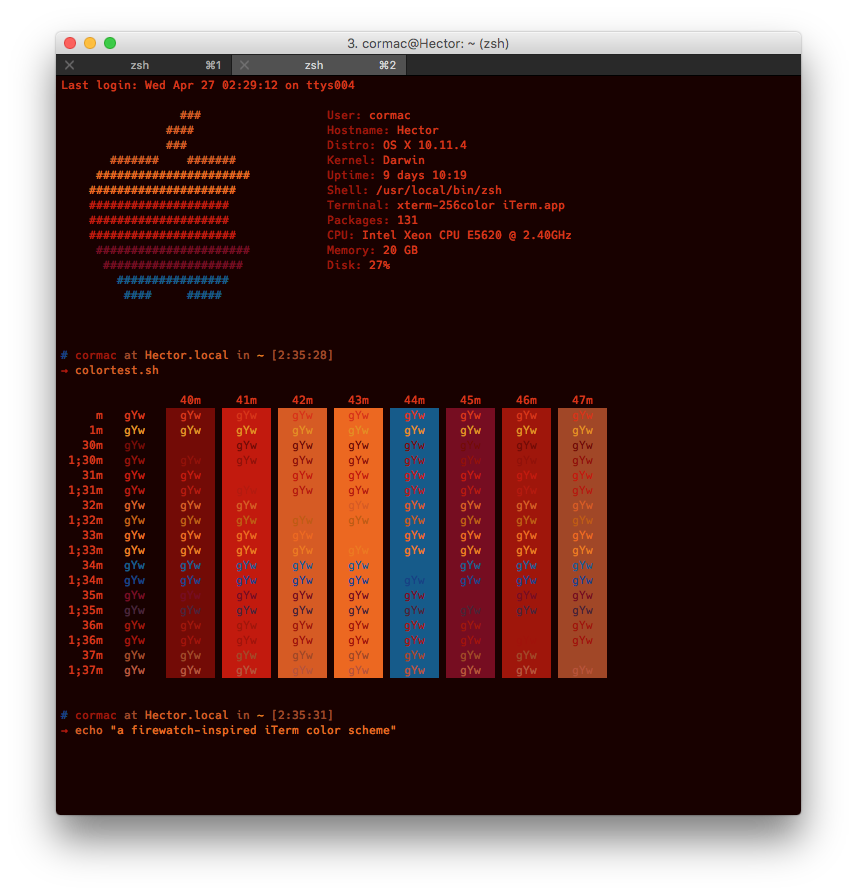 3. cormac@Hector: ~ (zsh)
zsh ⌘1 zsh ⌘2
Last login: Wed Apr 27 02:29:12 on ttys004
### User: cormac
#### Hostname: Hector
### Distro: OS X 10.11.4
####### ####### Kernel: Darwin
###################### Uptime: 9 days 10:19
##################### Shell: /usr/local/bin/zsh
#################### Terminal: xterm-256color iTerm.app
#################### Packages: 131
##################### CPU: Intel Xeon CPU E5620 @ 2.40GHz
###################### Memory: 20 GB
#################### Disk: 27%
################
#### #####
# cormac at Hector.local in ~ [2:35:28]
→ colortest.sh
40m 41m 42m 43m 44m 45m 46m 47m
m gYw gYw gYw gYw gYw gYw gYw gYw gYw
1m gYw gYw gYw gYw gYw gYw gYw gYw gYw
30m gYw gYw gYw gYw gYw gYw gYw gYw
1;30m gYw gYw gYw gYw gYw gYw gYw gYw gYw
31m gYw gYw gYw gYw gYw gYw gYw gYw
1;31m gYw gYw gYw gYw gYw gYw gYw gYw gYw
32m gYw gYw gYw gYw gYw gYw gYw gYw
1;32m gYw gYw gYw gYw gYw gYw gYw gYw gYw
33m gYw gYw gYw gYw gYw gYw gYw gYw
1;33m gYw gYw gYw gYw gYw gYw gYw gYw gYw
34m gYw gYw gYw gYw gYw gYw gYw gYw
1;34m gYw gYw gYw gYw gYw gYw gYw gYw gYw
35m gYw gYw gYw gYw gYw gYw gYw gYw
1;35m gYw gYw gYw gYw gYw gYw gYw gYw gYw
36m gYw gYw gYw gYw gYw gYw gYw gYw
1;36m gYw gYw gYw gYw gYw gYw gYw gYw
37m gYw gYw gYw gYw gYw gYw gYw gYw
1;37m gYw gYw gYw gYw gYw gYw gYw gYw gYw
# cormac at Hector.local in ~ [2:35:31]
→ echo "a firewatch-inspired iTerm color scheme"